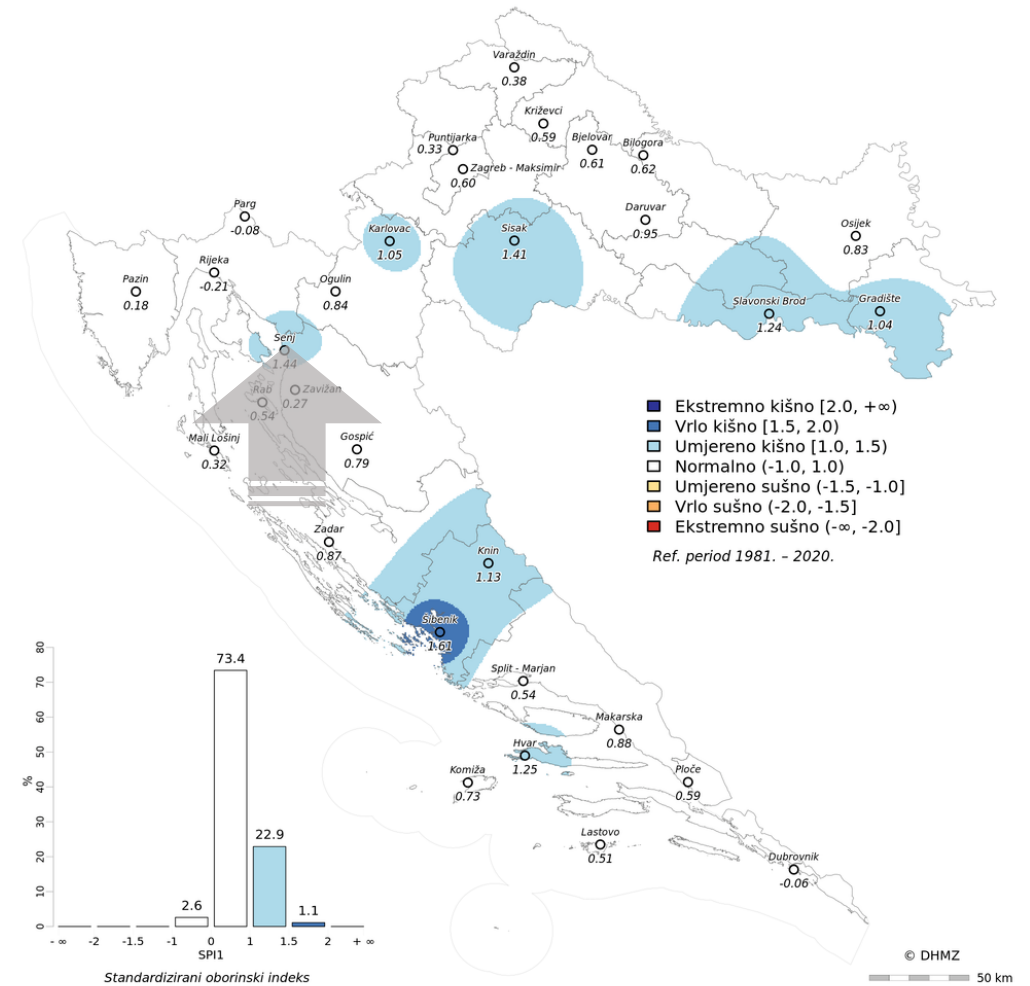 Varaždin
0.38
Križevci
0.59
Puntijarka
0.33
Bjelovar
0.61
Bilogora
0.62
Zagreb - Maksimir
0.60
Parg
-0.08
Karlovac
1.05
Sisak
1.41
Daruvar
0.95
Osijek
0.83
Rijeka
-0.21
Pazin
0.18
Ogulin
0.84
Slavonski Brod
1.24
Gradište
1.04
Senj
1.44
Rab
0.54
Zavižan
0.27
Mali Lošinj
0.32
Gospić
0.79
Ekstremno kišno [2.0, +∞)
Vrlo kišno [1.5, 2.0)
Umjereno kišno [1.0, 1.5)
Normalno (-1.0, 1.0)
Umjereno sušno (-1.5, -1.0]
Vrlo sušno (-2.0, -1.5]
Ekstremno sušno (-∞, -2.0]
Ref. period 1981. – 2020.
Zadar
0.87
Knin
1.13
Šibenik
1.61
Split - Marjan
0.54
Makarska
0.88
Hvar
1.25
Komiža
0.73
Ploče
0.59
Lastovo
0.51
Dubrovnik
-0.06
80
70
60
50
40
30
20
10
0
%
73.4
22.9
2.6
1.1
- ∞ -2 -1.5 -1 0 1 1.5 2 + ∞
SPI1
Standardizirani oborinski indeks
© DHMZ
50 km